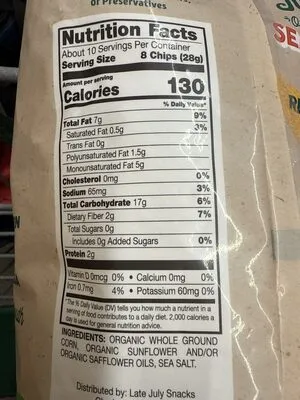 of Preservatives
SE
Nutrition Facts
About 10 Servings Per Container
Serving Size 8 Chips (28g)
Amount per serving
Calories 130
% Daily Value*
Total Fat 7g 9%
Saturated Fat 0.5g 3%
Trans Fat 0g
Polyunsaturated Fat 1.5g
Monounsaturated Fat 5g
Cholesterol 0mg 0%
Sodium 65mg 3%
Total Carbohydrate 17g 6%
Dietary Fiber 2g 7%
Total Sugars 0g
Includes 0g Added Sugars 0%
Protein 2g
Vitamin D 0mcg 0% • Calcium 0mg 0%
Iron 0.7mg 4% • Potassium 60mg 0%
*The % Daily Value (DV) tells you how much a nutrient in a
serving of food contributes to a daily diet. 2,000 calories a
day is used for general nutrition advice.
INGREDIENTS: ORGANIC WHOLE GROUND
CORN, ORGANIC SUNFLOWER AND/OR
ORGANIC SAFFLOWER OILS, SEA SALT.
Distributed by: Late July Snacks